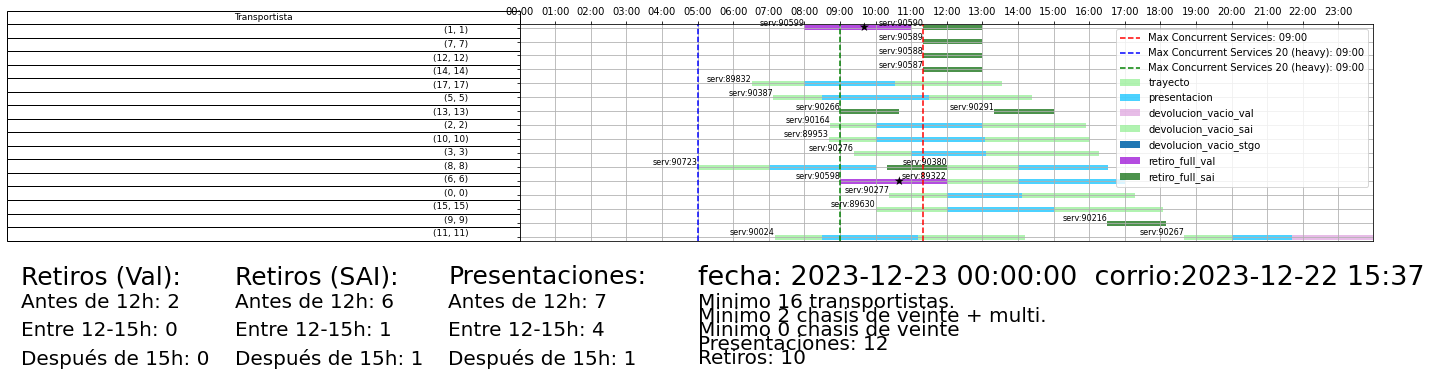 00:00 01:00 02:00 03:00 04:00 05:00 06:00 07:00 08:00 09:00 10:00 11:00 12:00 13:00 14:00 15:00 16:00 17:00 18:00 19:00 20:00 21:00 22:00 23:00
Transportista
(1, 1) serv:90599 serv:90590
(7, 7) serv:90589
(12, 12) serv:90588
(14, 14) serv:90587
(17, 17) serv:89832
(5, 5) serv:90387
(13, 13) serv:90266 serv:90291
(2, 2) serv:90164
(10, 10) serv:89953
(3, 3) serv:90276
(8, 8) serv:90723 serv:90380
(6, 6) serv:90598 serv:89322
(0, 0) serv:90277
(15, 15) serv:89630
(9, 9) serv:90216
(11, 11) serv:90024 serv:90267
Max Concurrent Services: 09:00
Max Concurrent Services 20 (heavy): 09:00
Max Concurrent Services 20 (heavy): 09:00
trayecto
presentacion
devolucion_vacio_val
devolucion_vacio_sai
devolucion_vacio_stgo
retiro_full_val
retiro_full_sai
Retiros (Val):
Antes de 12h: 2
Entre 12-15h: 0
Después de 15h: 0
Retiros (SAI):
Antes de 12h: 6
Entre 12-15h: 1
Después de 15h: 1
Presentaciones:
Antes de 12h: 7
Entre 12-15h: 4
Después de 15h: 1
fecha: 2023-12-23 00:00:00 corrio:2023-12-22 15:37
Minimo 16 transportistas.
Minimo 2 chasis de veinte + multi.
Minimo 0 chasis de veinte
Presentaciones: 12
Retiros: 10